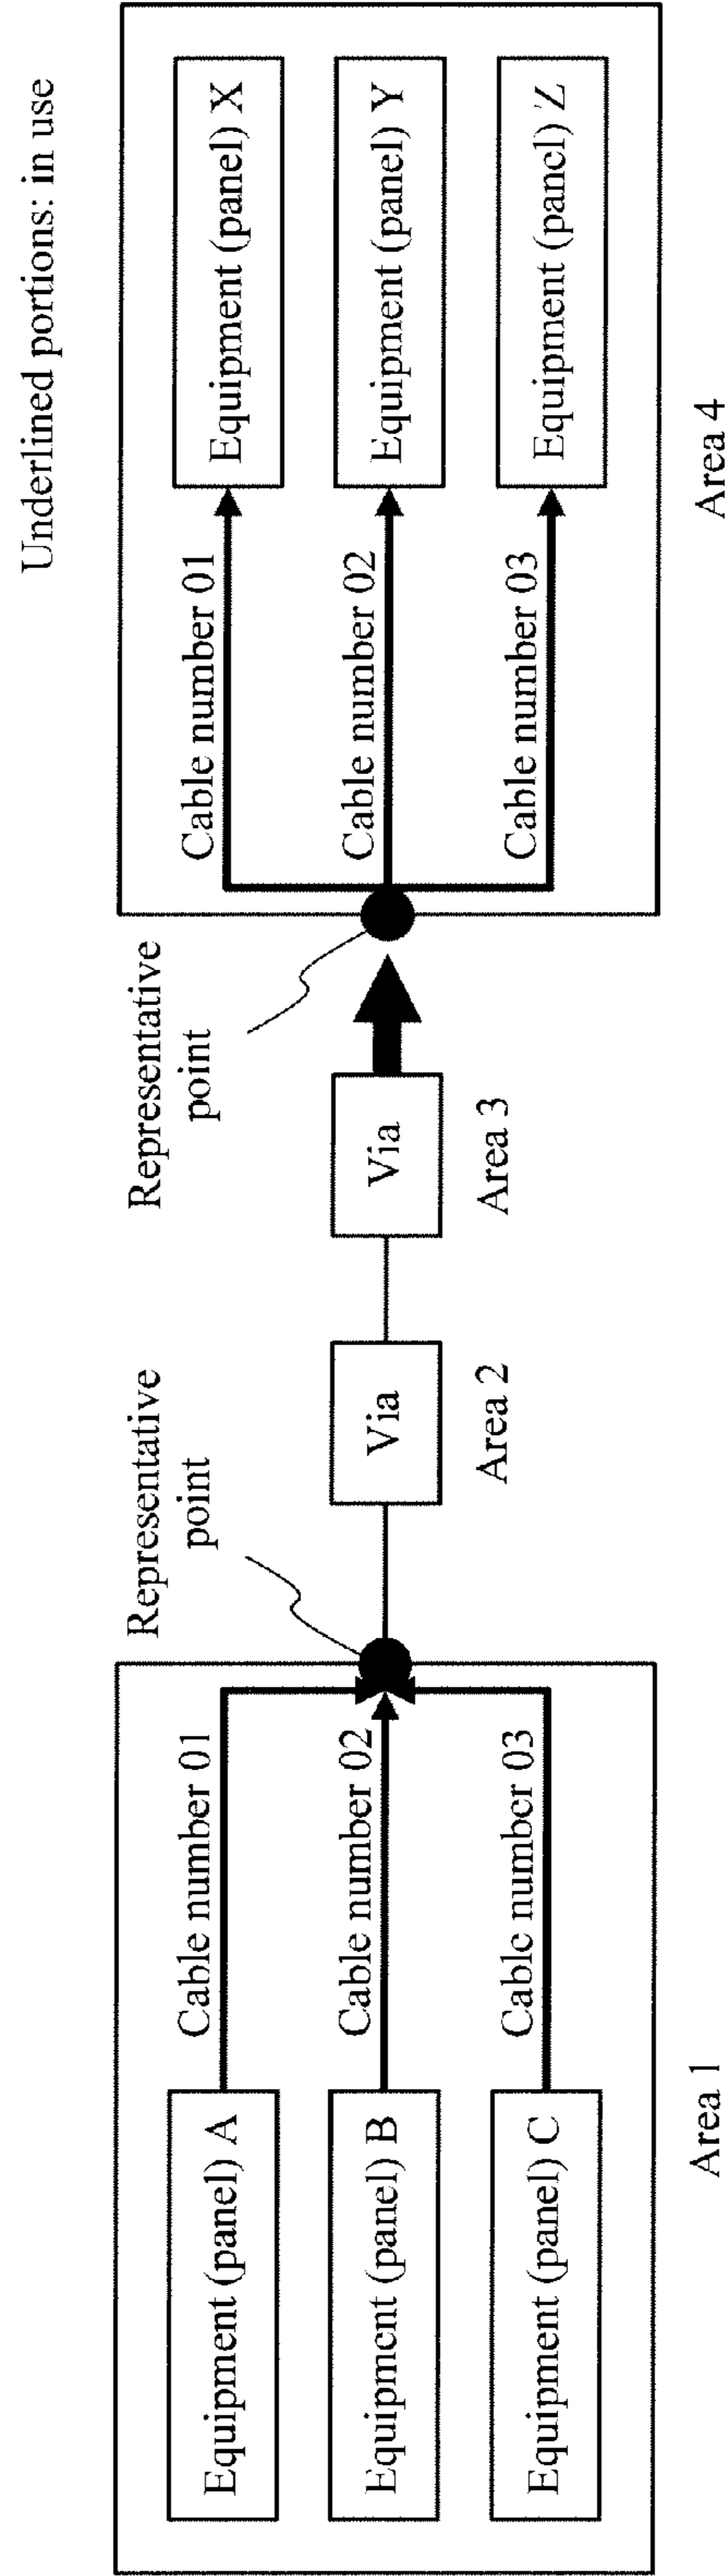 Underlined portions: in use
Equipment (panel) A
Cable number 01
Equipment (panel) B
Cable number 02
Equipment (panel) C
Cable number 03
Area 1
Representative
point
Via
Area 2
Via
Area 3
Representative
point
Cable number 01
Equipment (panel) X
Cable number 02
Equipment (panel) Y
Cable number 03
Equipment (panel) Z
Area 4